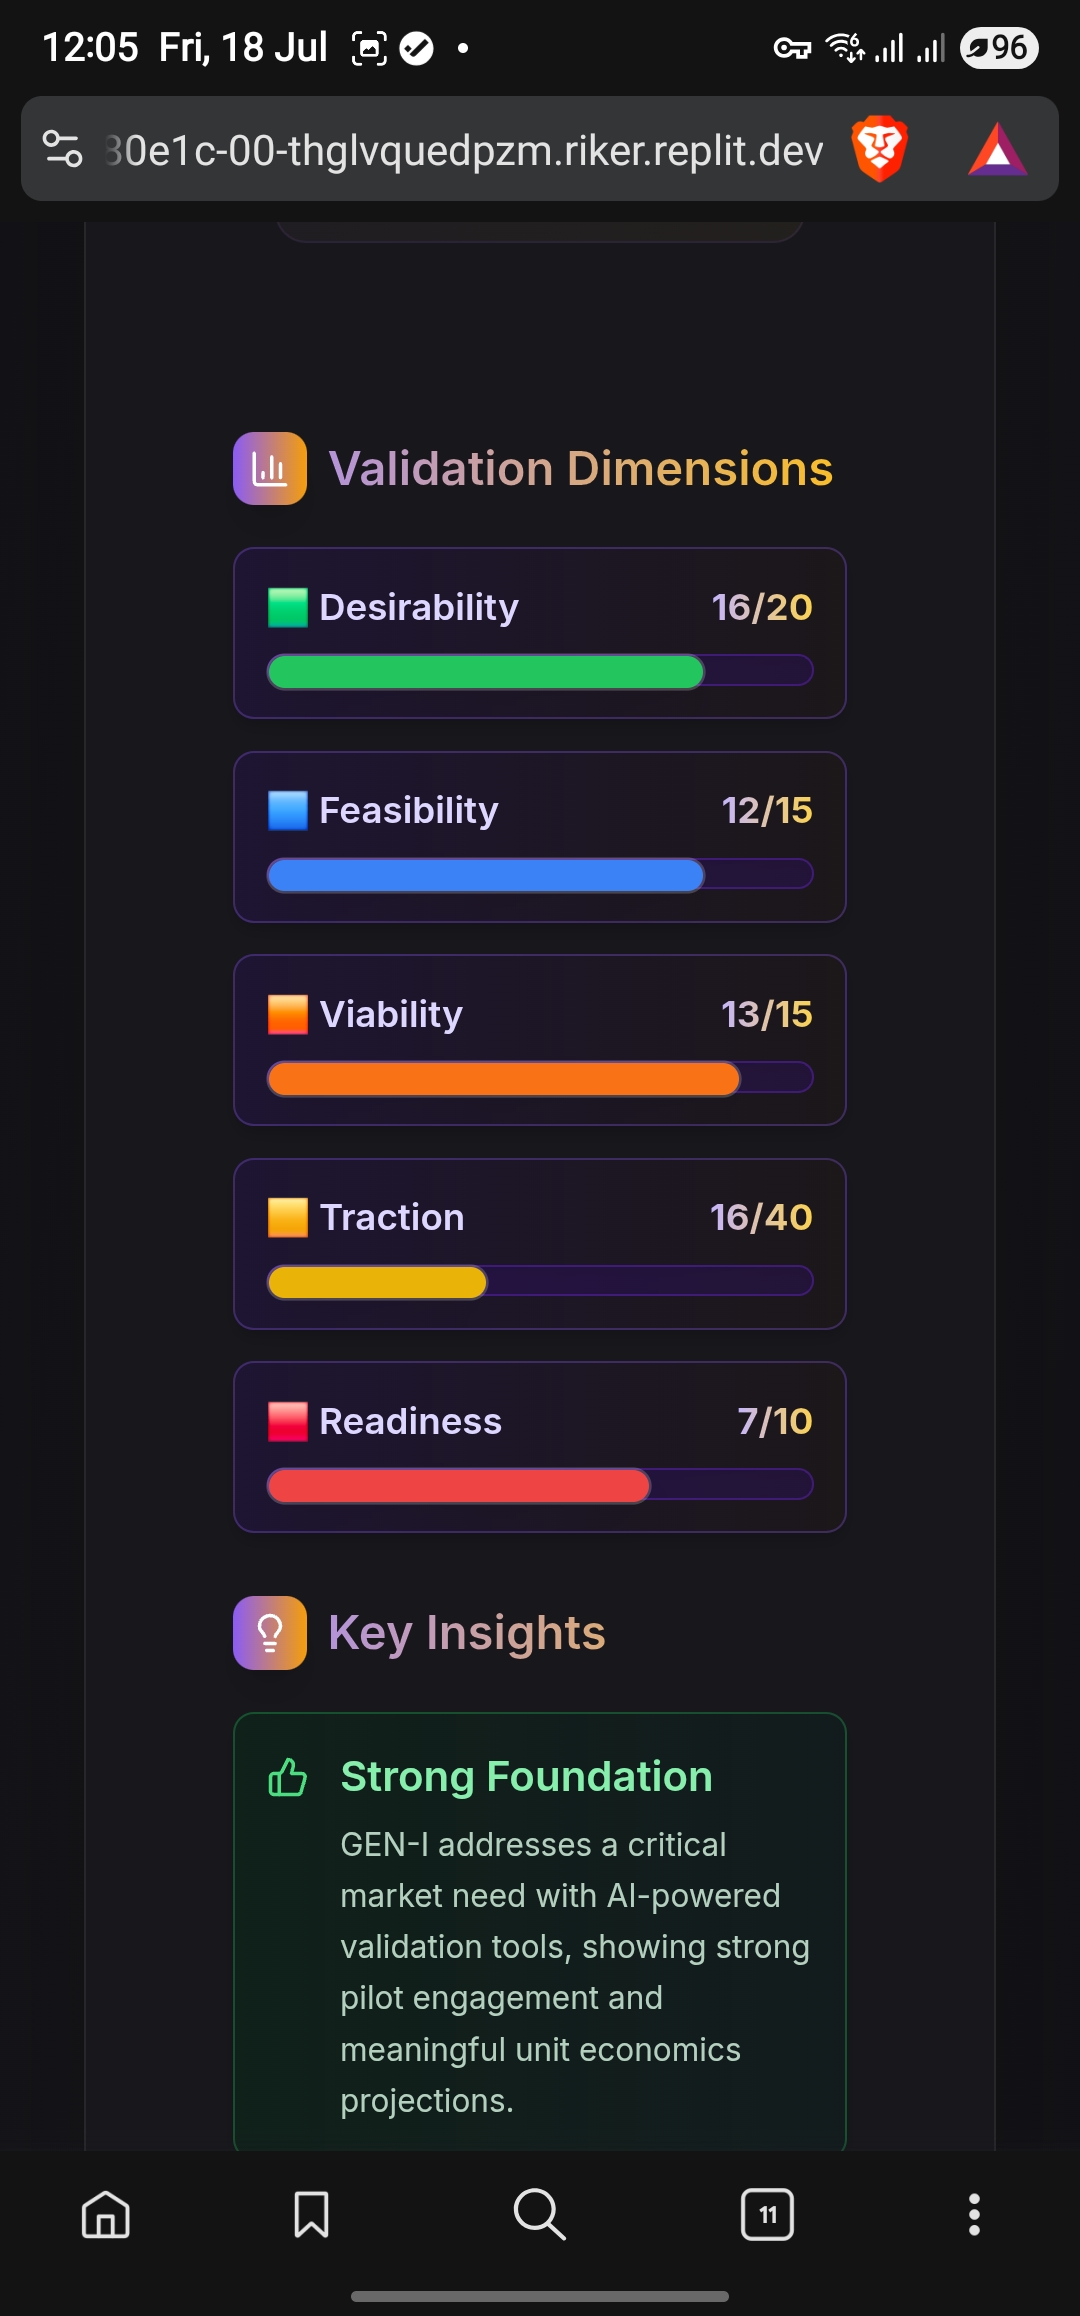 12:05 Fri, 18 Jul
6
96
30e1c-00-thglvquedpzm.riker.replit.dev
Validation Dimensions
Desirability 16/20
Feasibility 12/15
Viability 13/15
Traction 16/40
Readiness 7/10
Key Insights
Strong Foundation
GEN-I addresses a critical
market need with AI-powered
validation tools, showing strong
pilot engagement and
meaningful unit economics
projections.
11